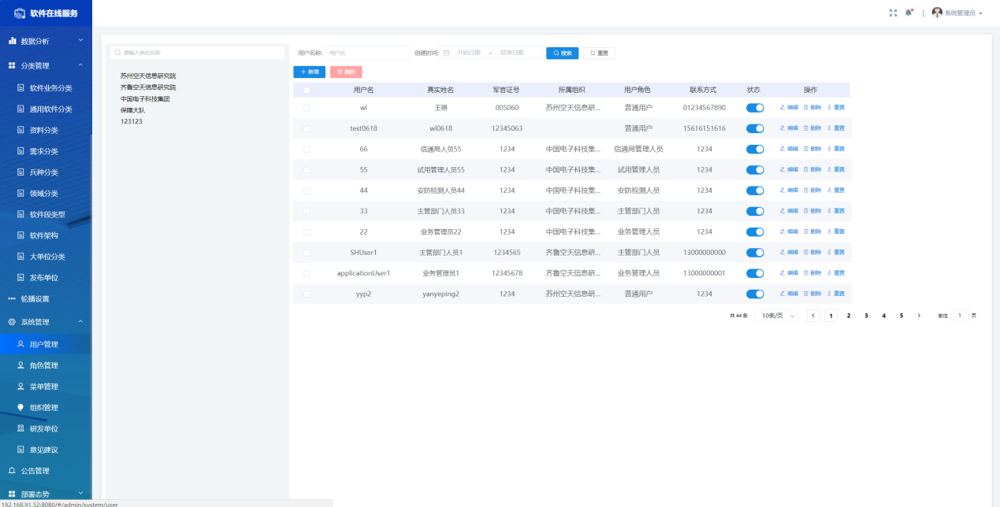 软件在线服务
系统管理员
数据分析
分类管理
软件业务分类
通用软件分类
资料分类
需求分类
兵种分类
领域分类
软件段类型
软件架构
大单位分类
发布单位
轮播设置
系统管理
用户管理
角色管理
菜单管理
组织管理
研发单位
意见建议
公告管理
部署态势
192.168.91.52:8080/#/admin/system/user
请输入单位名称
苏州空天信息研究院
齐鲁空天信息研究院
中国电子科技集团
保障大队
123123
用户名称: 用户名 创建时间: 开始日期 - 结束日期 搜索 重置
+ 新增 删除
用户名 真实姓名 军官证号 所属组织 用户角色 联系方式 状态 操作
wl 王琳 005060 苏州空天信息研... 普通用户 01234567890 编辑 删除 重置
test0618 wl0618 12345063 普通用户 15616151616 编辑 删除 重置
66 信通局人员55 1234 中国电子科技集... 信通局管理人员 1234 编辑 删除 重置
55 试用管理人员55 1234 中国电子科技集... 试用管理人员 1234 编辑 删除 重置
44 安防检测人员44 1234 中国电子科技集... 安防检测人员 1234 编辑 删除 重置
33 主管部门人员33 1234 中国电子科技集... 主管部门人员 1234 编辑 删除 重置
22 业务管理员22 1234 中国电子科技集... 业务管理人员 1234 编辑 删除 重置
SHUser1 主管部门人员1 1234565 齐鲁空天信息研... 主管部门人员 13000000000 编辑 删除 重置
applicationUser1 业务管理员1 12345678 齐鲁空天信息研... 业务管理人员 13000000001 编辑 删除 重置
yyp2 yanyeping2 1234 苏州空天信息研... 普通用户 1234 编辑 删除 重置
共 44 条 10条/页 < 1 2 3 4 5 > 前往 1 页